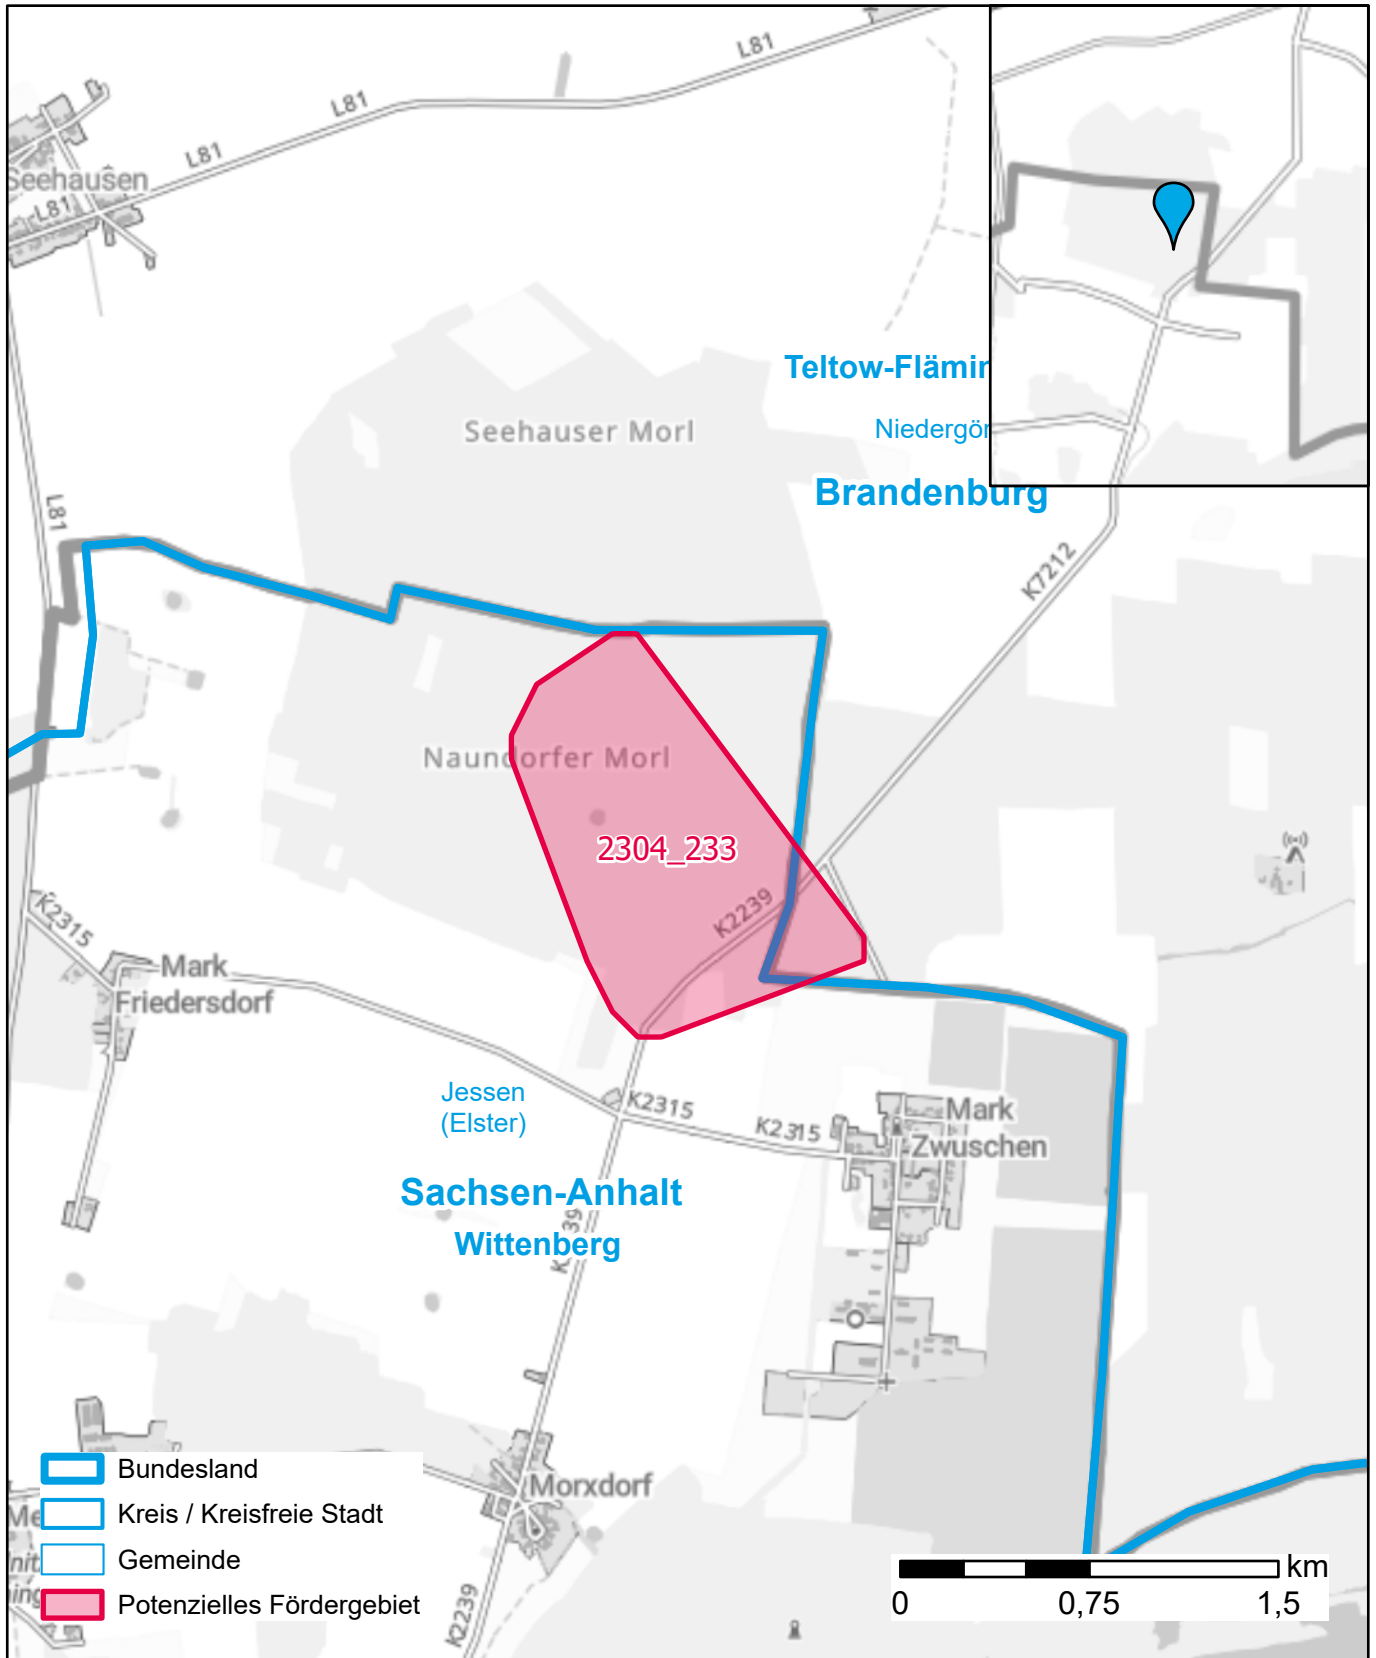 L81
L81
L81
Seehausen
L81
Teltow-Flämin
Seehauser Morl
Niedergör
Brandenburg
L81
K7212
Naundorfer Morl
2304_233
K2239
K2315
Mark
Friedersdorf
Jessen
(Elster)
K2315
K2315
Mark
Zwuschen
Sachsen-Anhalt
Wittenberg
Morxdorf
K2239
Bundesland
Kreis / Kreisfreie Stadt
Gemeinde
Potenzielles Fördergebiet
km
0
0,75
1,5